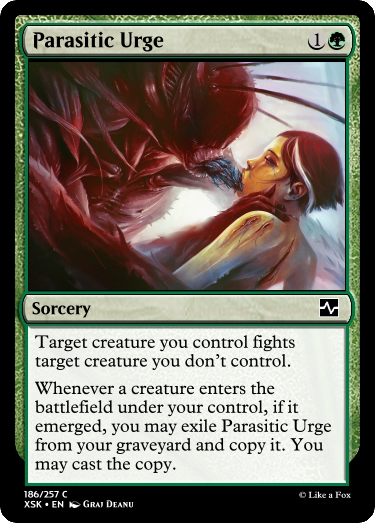 Parasitic Urge 1
Sorcery
Target creature you control fights
target creature you don't control.
Whenever a creature enters the
battlefield under your control, if it
emerged, you may exile Parasitic Urge
from your graveyard and copy it. You
may cast the copy.
186/257 C
XSK • EN Graj Deanu
© Like a Fox